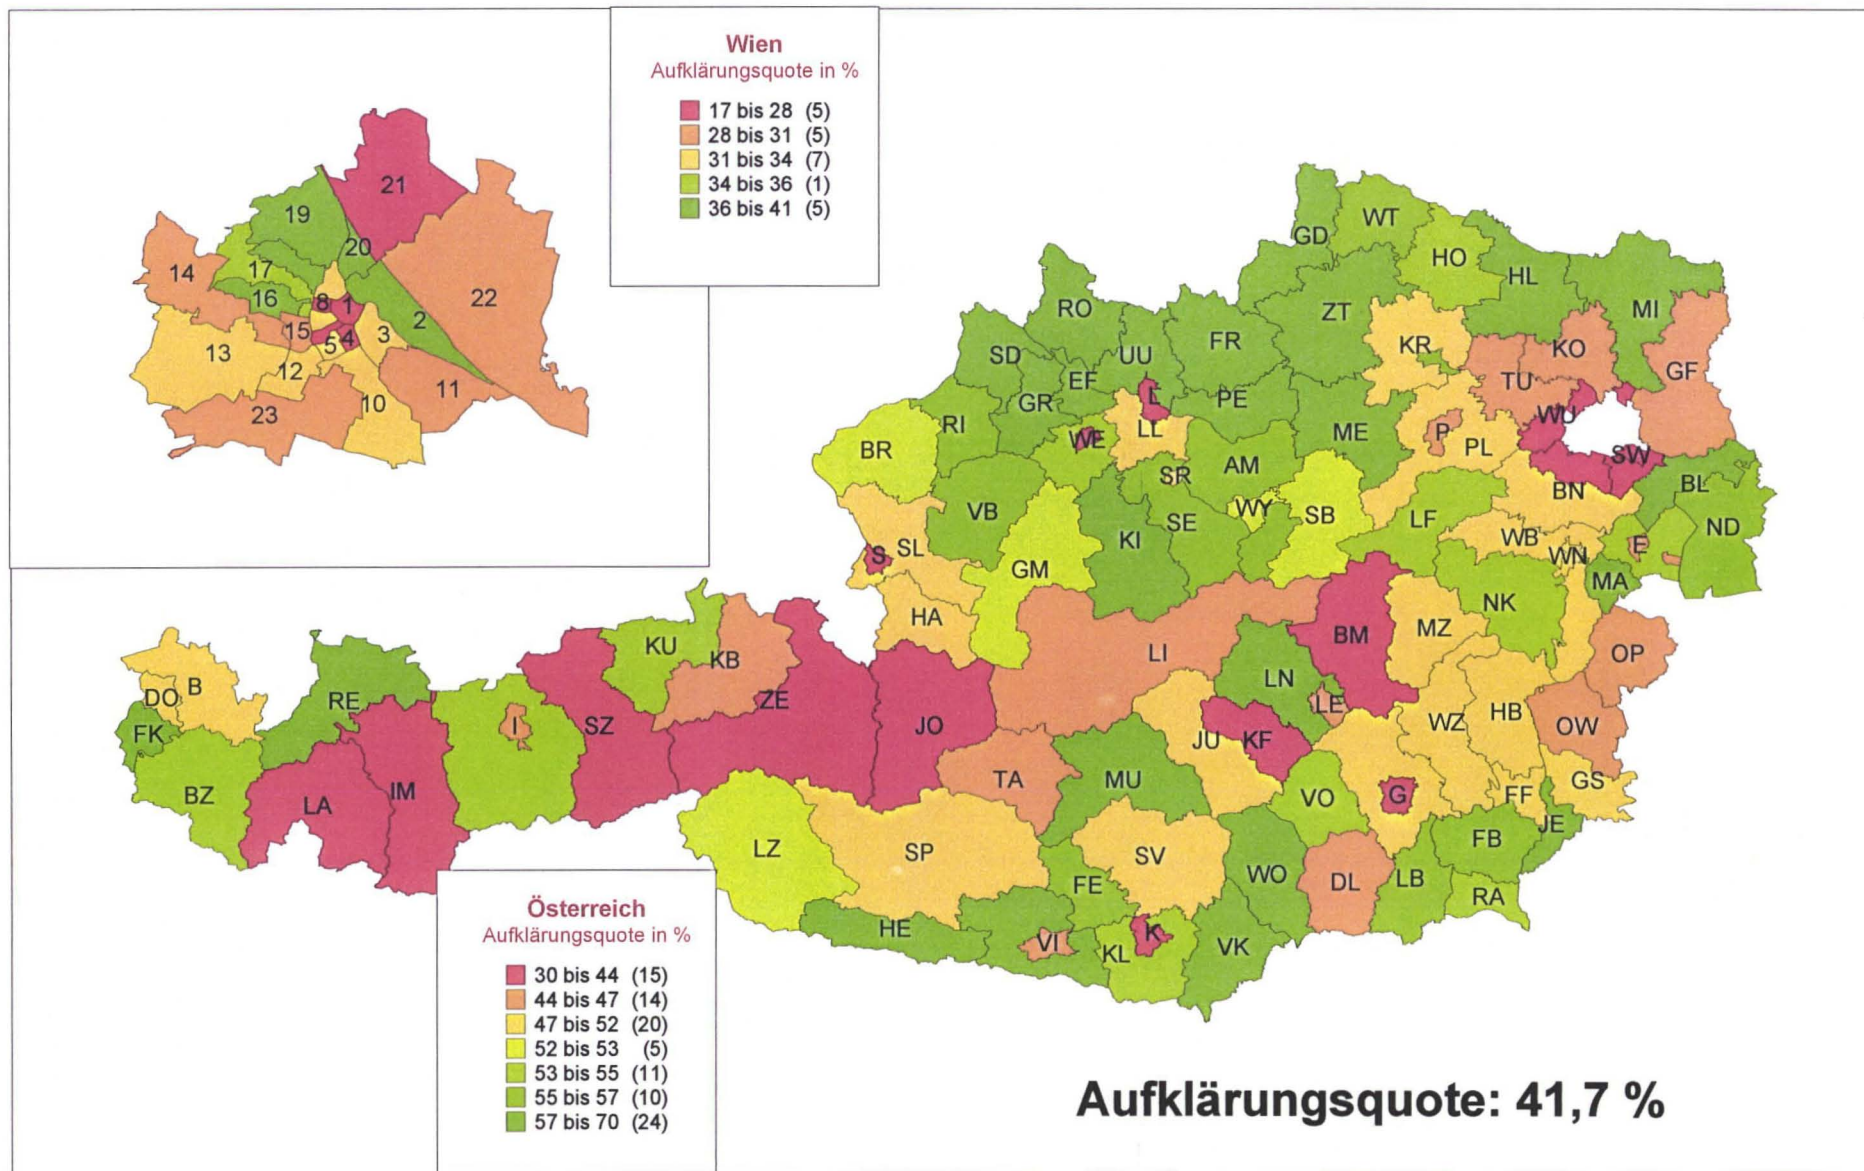 Wien
Aufklärungsquote in %
17 bis 28 (5)
28 bis 31 (5)
31 bis 34 (7)
34 bis 36 (1)
36 bis 41 (5)
21
19
20
14
17
16
8
1
22
2
15
4
3
5
13
12
11
10
23
GD
WT
HO
HL
MI
RO
ZT
SD
UU
FR
KR
KO
GF
EF
TU
GR
L
PE
WU
RI
BR
WE
LL
ME
P
PL
SW
AM
SR
BN
BL
VB
WY
SB
LF
SE
ND
KI
WB
WN
E
S
SL
GM
MA
HA
NK
BM
MZ
OP
KU
KB
LI
LN
B
DO
RE
ZE
LE
HB
FK
I
SZ
JO
JU
KF
WZ
OW
BZ
LA
IM
TA
MU
VO
G
FF
GS
JE
FB
LZ
SP
SV
WO
DL
LB
RA
FE
HE
VI
KL
K
VK
Österreich
Aufklärungsquote in %
30 bis 44 (15)
44 bis 47 (14)
47 bis 52 (20)
52 bis 53 (5)
53 bis 55 (11)
55 bis 57 (10)
57 bis 70 (24)
Aufklärungsquote: 41,7 %